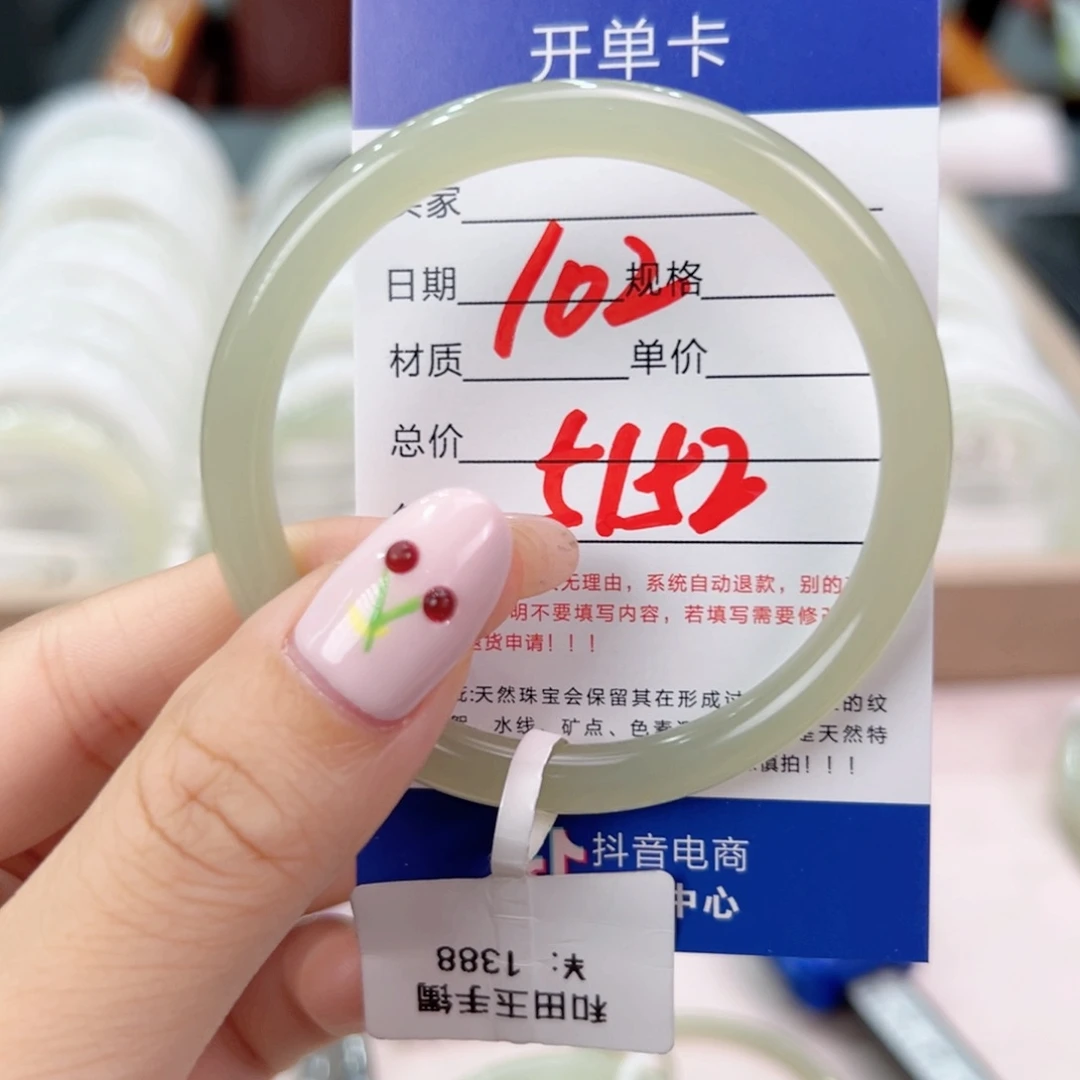 开单卡
家
日期 102 规格
材质 单价
总价
5152
无理由，系统自动退款，别的
明不要填写内容，若填写需要修
退货申请！！！
:天然珠宝会保留其在形成 的纹
水线、矿点、色素 天然特
慎拍！！！
抖音电商
中心
和田玉手镯
¥: 1388